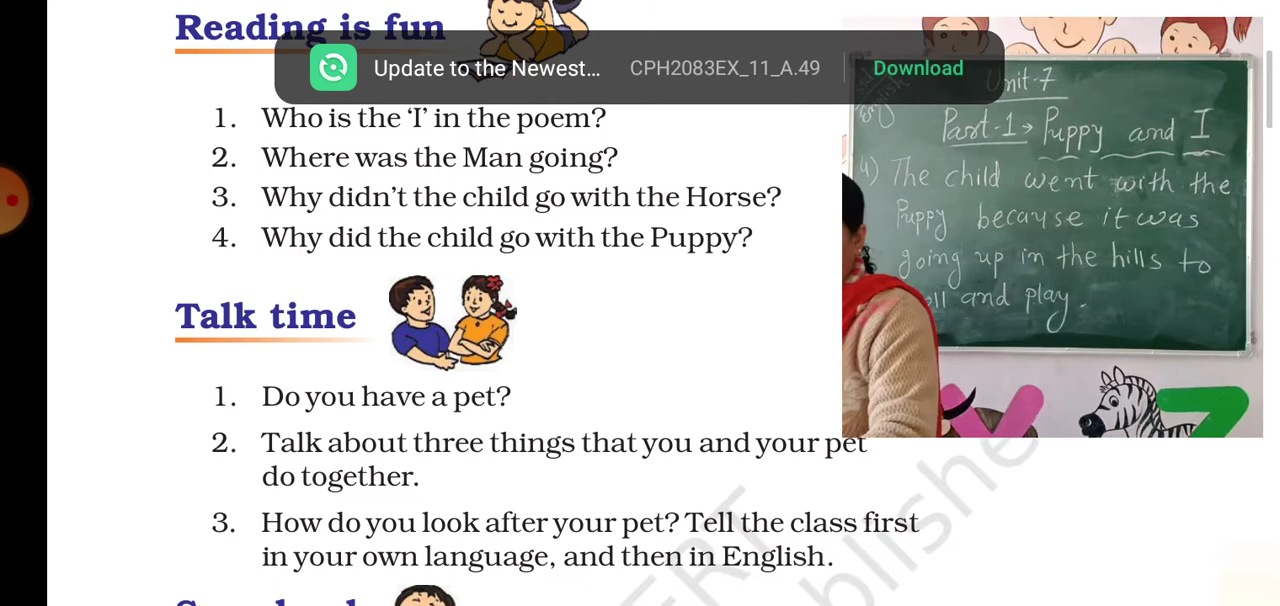 Reading is fun
Update to the Newest... CPH2083EX_11_A.49 Download
1. Who is the ‘I’ in the poem?
2. Where was the Man going?
3. Why didn’t the child go with the Horse?
4. Why did the child go with the Puppy?
Talk time
1. Do you have a pet?
2. Talk about three things that you and your pet
do together.
3. How do you look after your pet? Tell the class first
in your own language, and then in English.
Unit-7
Part-1→ Puppy and I
4) The child went with the
Puppy because it was
going up in the hills to
and play.